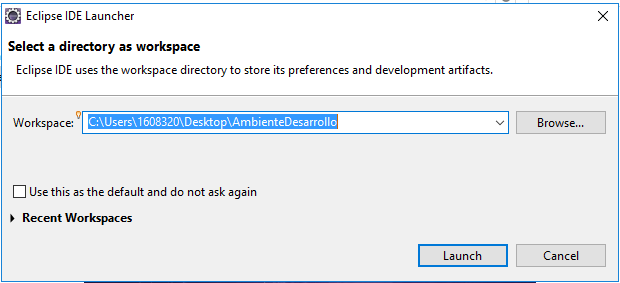 Eclipse IDE Launcher
Select a directory as workspace
Eclipse IDE uses the workspace directory to store its preferences and development artifacts.
Workspace: C:\Users\1608320\Desktop\AmbienteDesarrollo Browse...
Use this as the default and do not ask again
Recent Workspaces
Launch Cancel